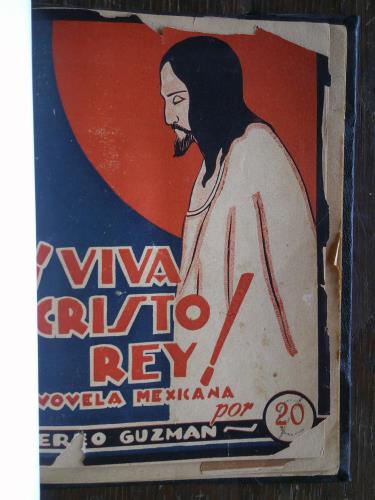 ¡VIVA
CRISTO
REY!
NOVELA MEXICANA
por
20
GUZMAN